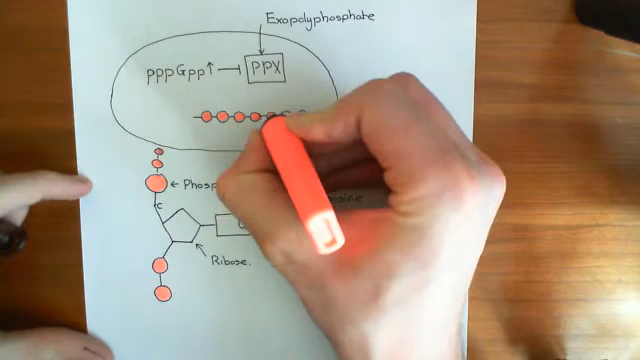 Exopolyphosphate
pppGpp↑ ⊣ PPX
← Phosp
C
Ribose.